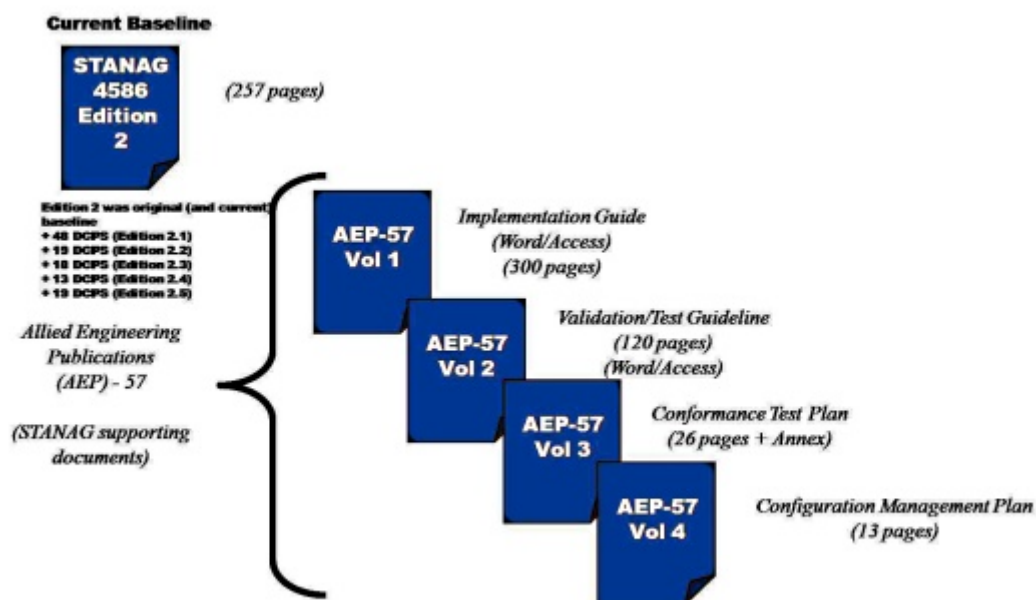 Current Baseline
STANAG
4586
Edition
2
(257 pages)
Edition 2 was original (and current)
baseline
+ 48 DCPS (Edition 2.1)
+ 19 DCPS (Edition 2.2)
+ 18 DCPS (Edition 2.3)
+ 13 DCPS (Edition 2.4)
+ 19 DCPS (Edition 2.5)
Allied Engineering
Publications
(AEP) - 57
(STANAG supporting
documents)
AEP-57
Vol 1
Implementation Guide
(Word/Access)
(300 pages)
AEP-57
Vol 2
Validation/Test Guideline
(120 pages)
(Word/Access)
AEP-57
Vol 3
Conformance Test Plan
(26 pages + Annex)
AEP-57
Vol 4
Configuration Management Plan
(13 pages)